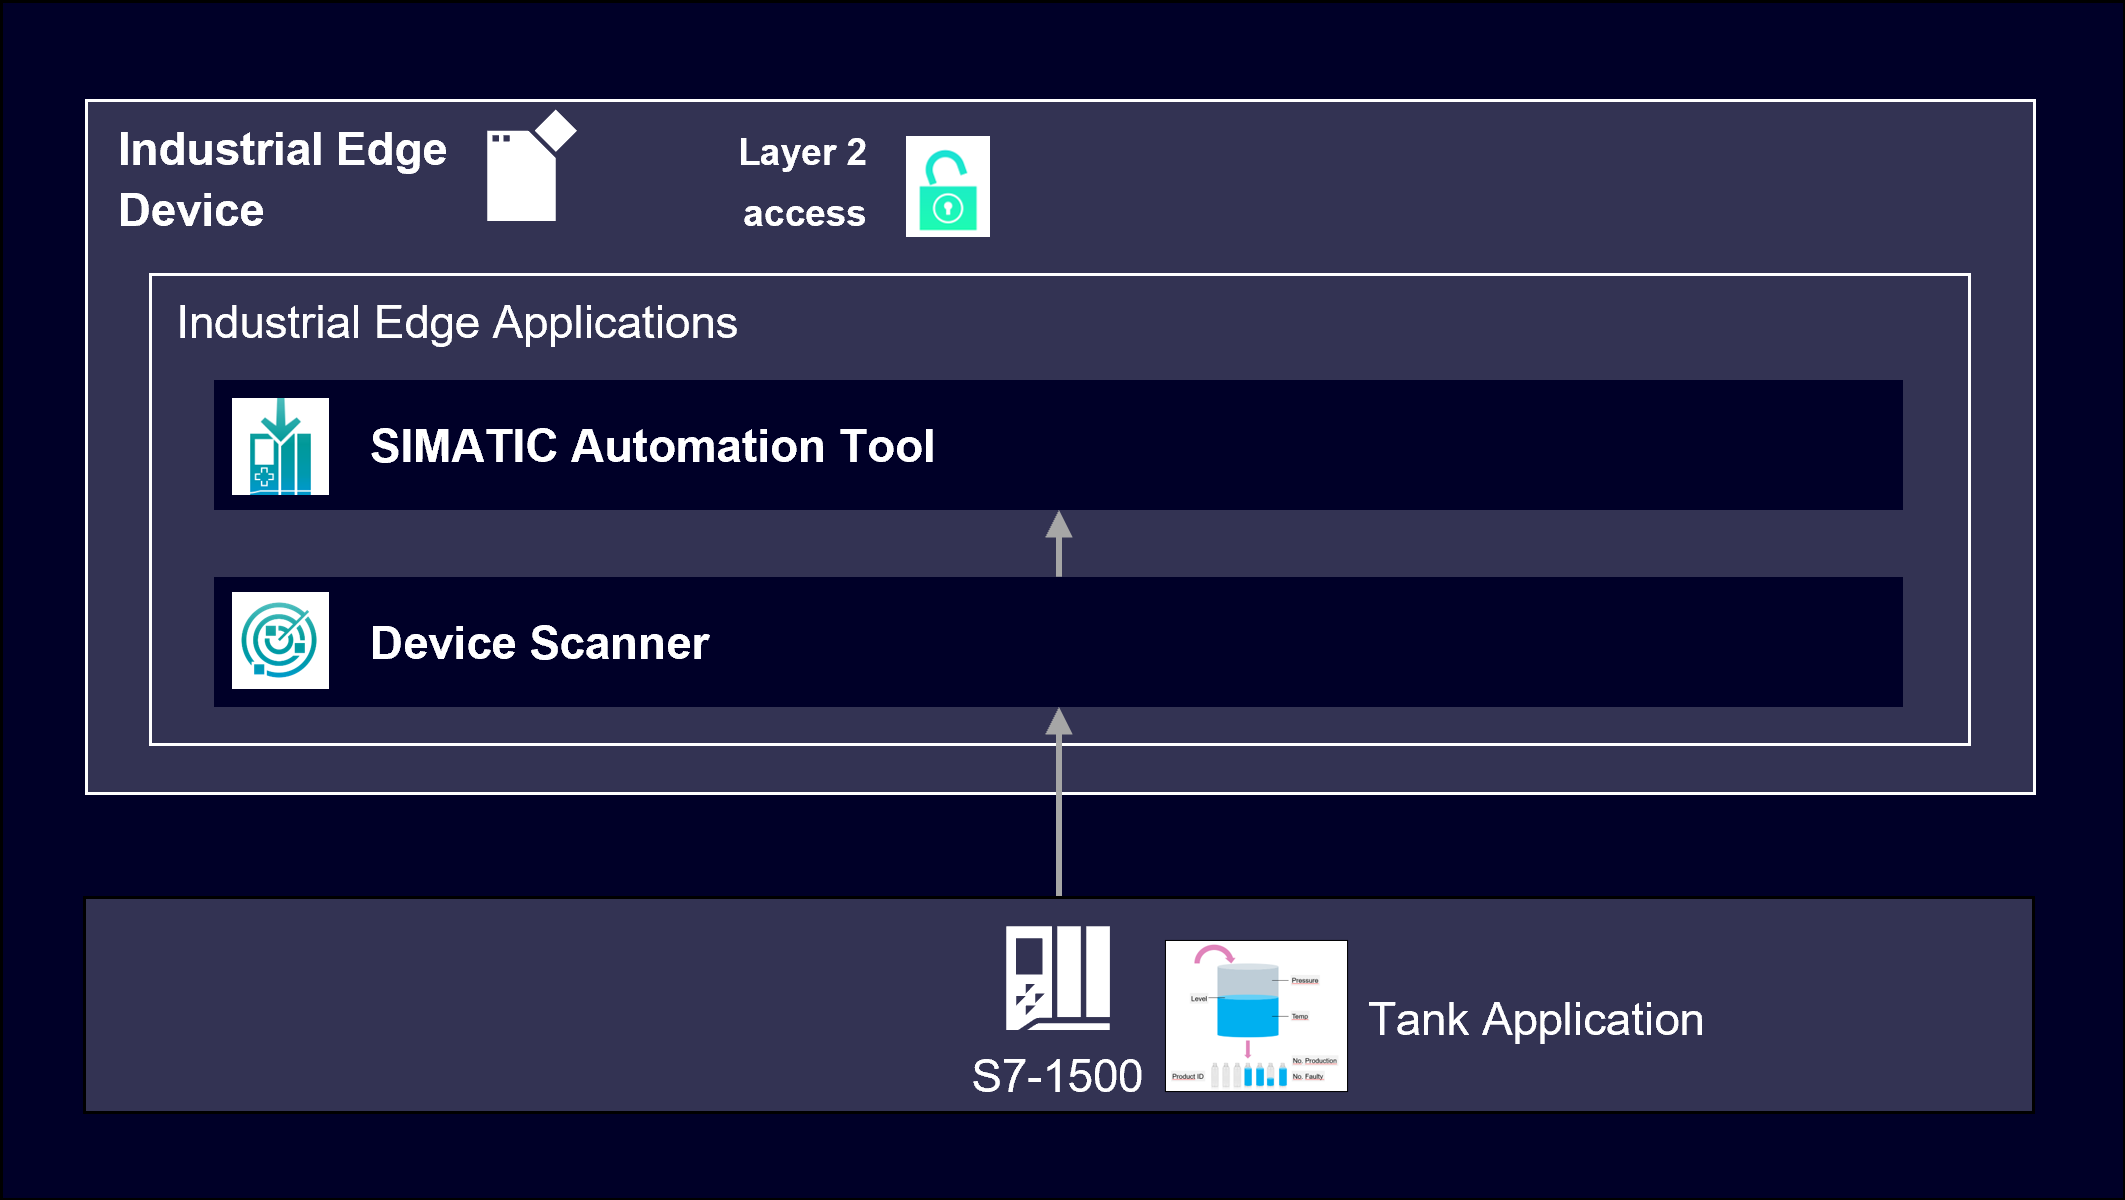 Industrial Edge
Device
Layer 2
access
Industrial Edge Applications
SIMATIC Automation Tool
Device Scanner
S7-1500
Pressure
Level
Temp
No. Production
Product ID
No. Faulty
Tank Application